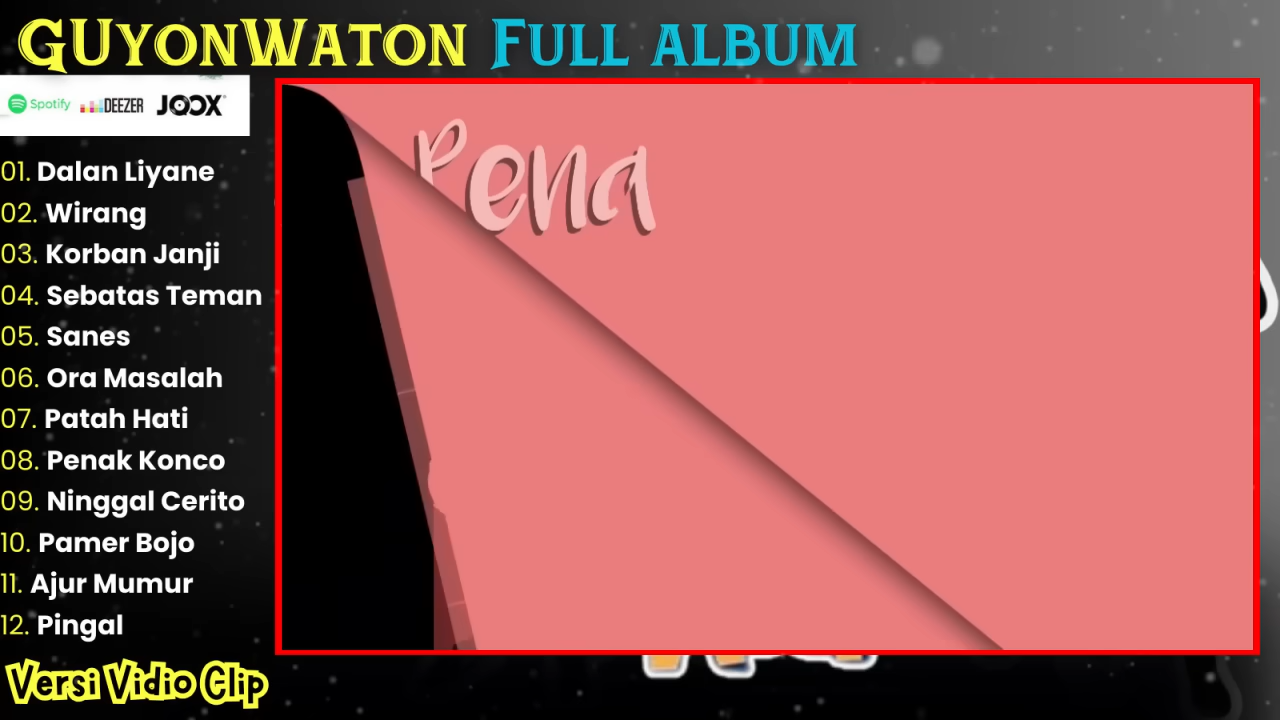 GUYONWATON FULL ALBUM
Spotify DEEZER JOOX
01. Dalan Liyane
02. Wirang
03. Korban Janji
04. Sebatas Teman
05. Sanes
06. Ora Masalah
07. Patah Hati
08. Penak Konco
09. Ninggal Cerito
10. Pamer Bojo
11. Ajur Mumur
12. Pingal
Versi Vidio Clip
Pena